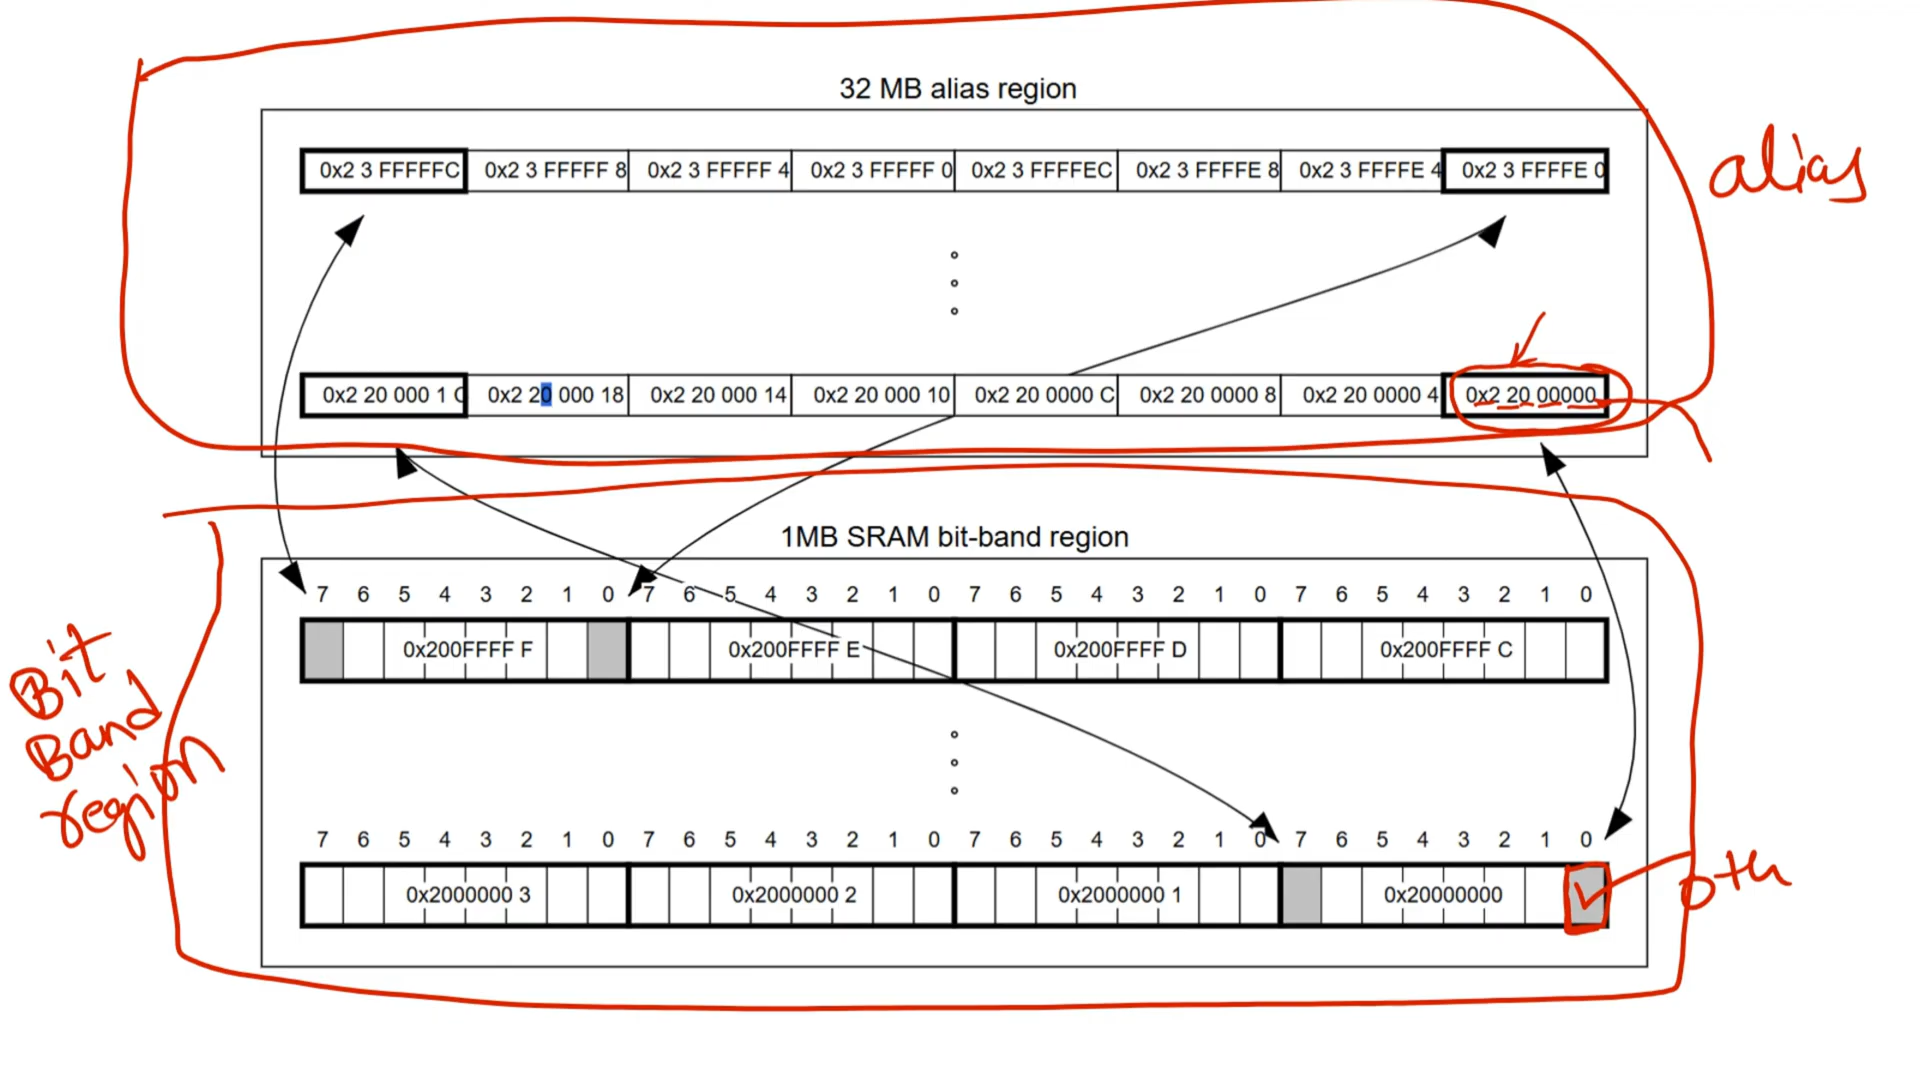 32 MB alias region
alias
0x2 3 FFFFFC 0x2 3 FFFFF 8 0x2 3 FFFFF 4 0x2 3 FFFFF 0 0x2 3 FFFFEC 0x2 3 FFFFE 8 0x2 3 FFFFE 4 0x2 3 FFFFE 0
0x2 20 000 1 C 0x2 20 000 18 0x2 20 000 14 0x2 20 000 10 0x2 20 0000 C 0x2 20 0000 8 0x2 20 0000 4 0x2 20 00000
1MB SRAM bit-band region
7 6 5 4 3 2 1 0 7 6 5 4 3 2 1 0 7 6 5 4 3 2 1 0 7 6 5 4 3 2 1 0
0x200FFFF F 0x200FFFF E 0x200FFFF D 0x200FFFF C
Bit
Band
region
7 6 5 4 3 2 1 0 7 6 5 4 3 2 1 0 7 6 5 4 3 2 1 0 7 6 5 4 3 2 1 0
0x2000000 3 0x2000000 2 0x2000000 1 0x20000000
0th